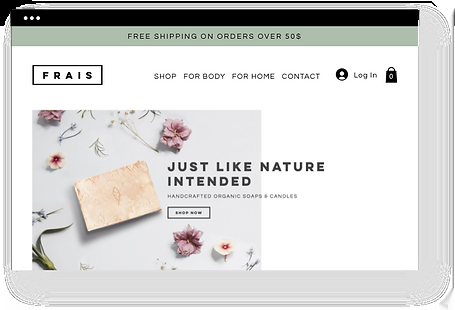 FREE SHIPPING ON ORDERS OVER 50$
FRAIS
SHOP FOR BODY FOR HOME CONTACT Log In 0
JUST LIKE NATURE
INTENDED
HANDCRAFTED ORGANIC SOAPS & CANDLES
SHOP NOW